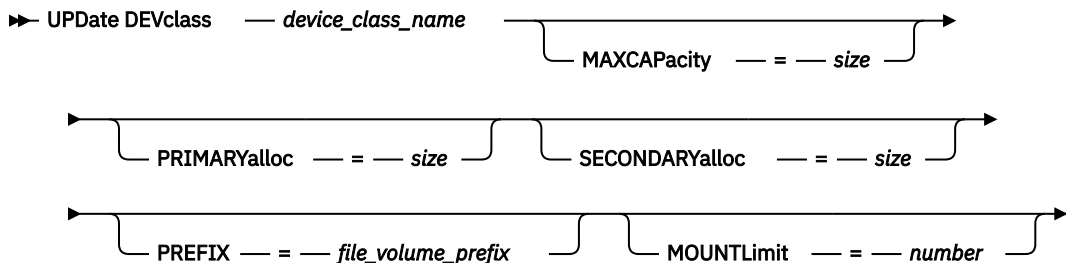 UPDate DEVclass device_class_name
MAXCAPacity = size
PRIMARYalloc = size SECONDARYalloc = size
PREFIX = file_volume_prefix MOUNTLimit = number